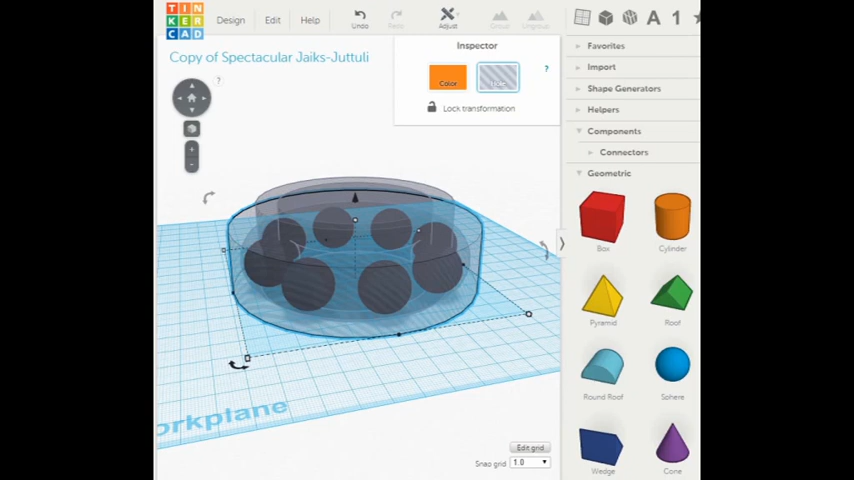 TIN
KER
CAD
Design
Edit
Help
Undo
Adjust
Copy of Spectacular Jaiks-Juttuli
?
Inspector
Color
?
Lock transformation
A
1
Favorites
Import
Shape Generators
Helpers
Components
Connectors
Geometric
Box
Cylinder
Pyramid
Roof
Round Roof
Sphere
Wedge
Cone
orkplane
Edit grid
Snap grid
1.0